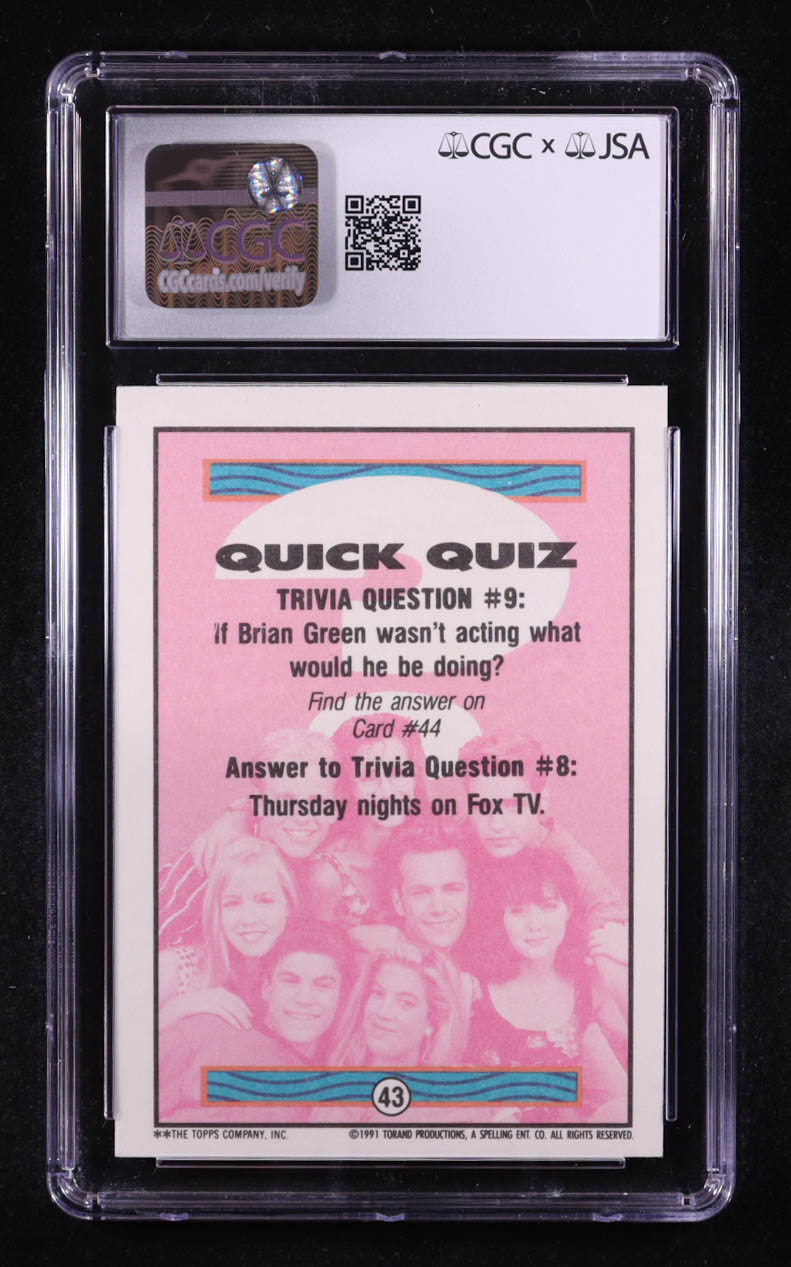 CGC x JSA
CGC
CGCcards.com/verify
QUICK QUIZ
TRIVIA QUESTION #9:
If Brian Green wasn't acting what
would he be doing?
Find the answer on
Card #44
Answer to Trivia Question #8:
Thursday nights on Fox TV.
43
**THE TOPPS COMPANY, INC.
©1991 TORAND PRODUCTIONS, A SPELLING ENT. CO. ALL RIGHTS RESERVED.